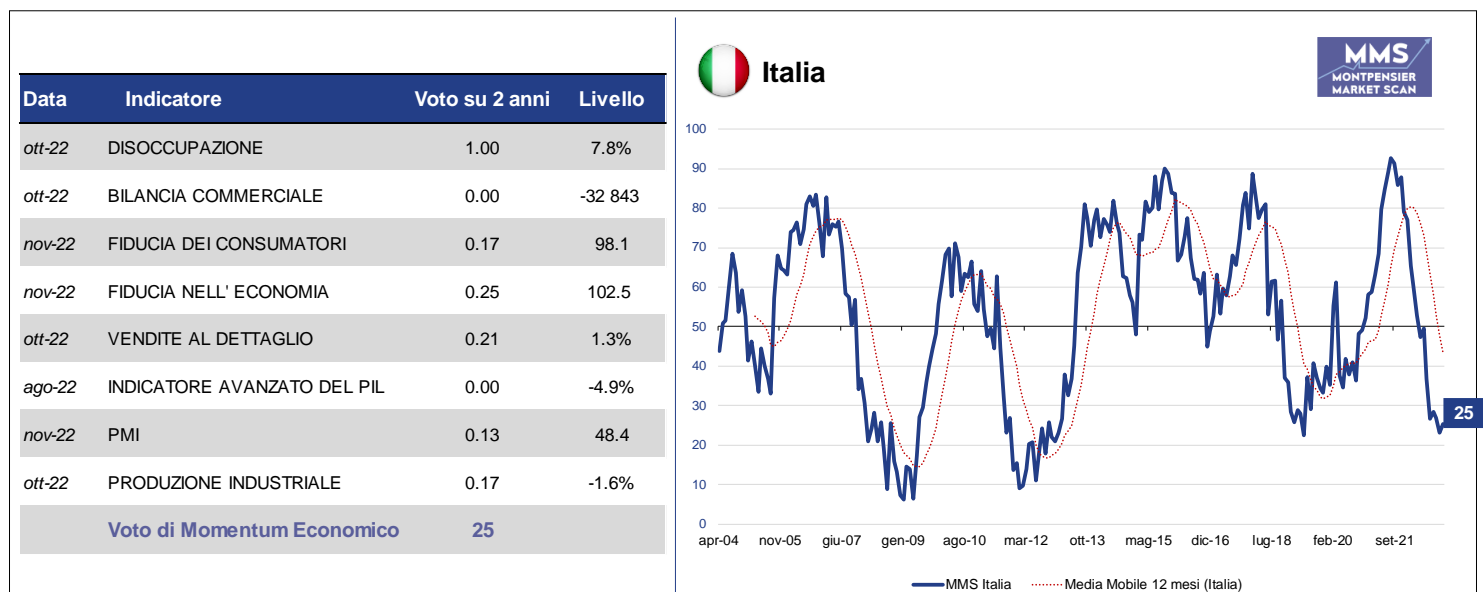 Data Indicatore Voto su 2 anni Livello
ott-22 DISOCCUPAZIONE 1.00 7.8%
ott-22 BILANCIA COMMERCIALE 0.00 -32 843
nov-22 FIDUCIA DEI CONSUMATORI 0.17 98.1
nov-22 FIDUCIA NELL' ECONOMIA 0.25 102.5
ott-22 VENDITE AL DETTAGLIO 0.21 1.3%
ago-22 INDICATORE AVANZATO DEL PIL 0.00 -4.9%
nov-22 PMI 0.13 48.4
ott-22 PRODUZIONE INDUSTRIALE 0.17 -1.6%
Voto di Momentum Economico 25
Italia
MMS
MONTPENSIER
MARKET SCAN
100
90
80
70
60
50
40
30
20
10
0
25
apr-04 nov-05 giu-07 gen-09 ago-10 mar-12 ott-13 mag-15 dic-16 lug-18 feb-20 set-21
MMS Italia Media Mobile 12 mesi (Italia)